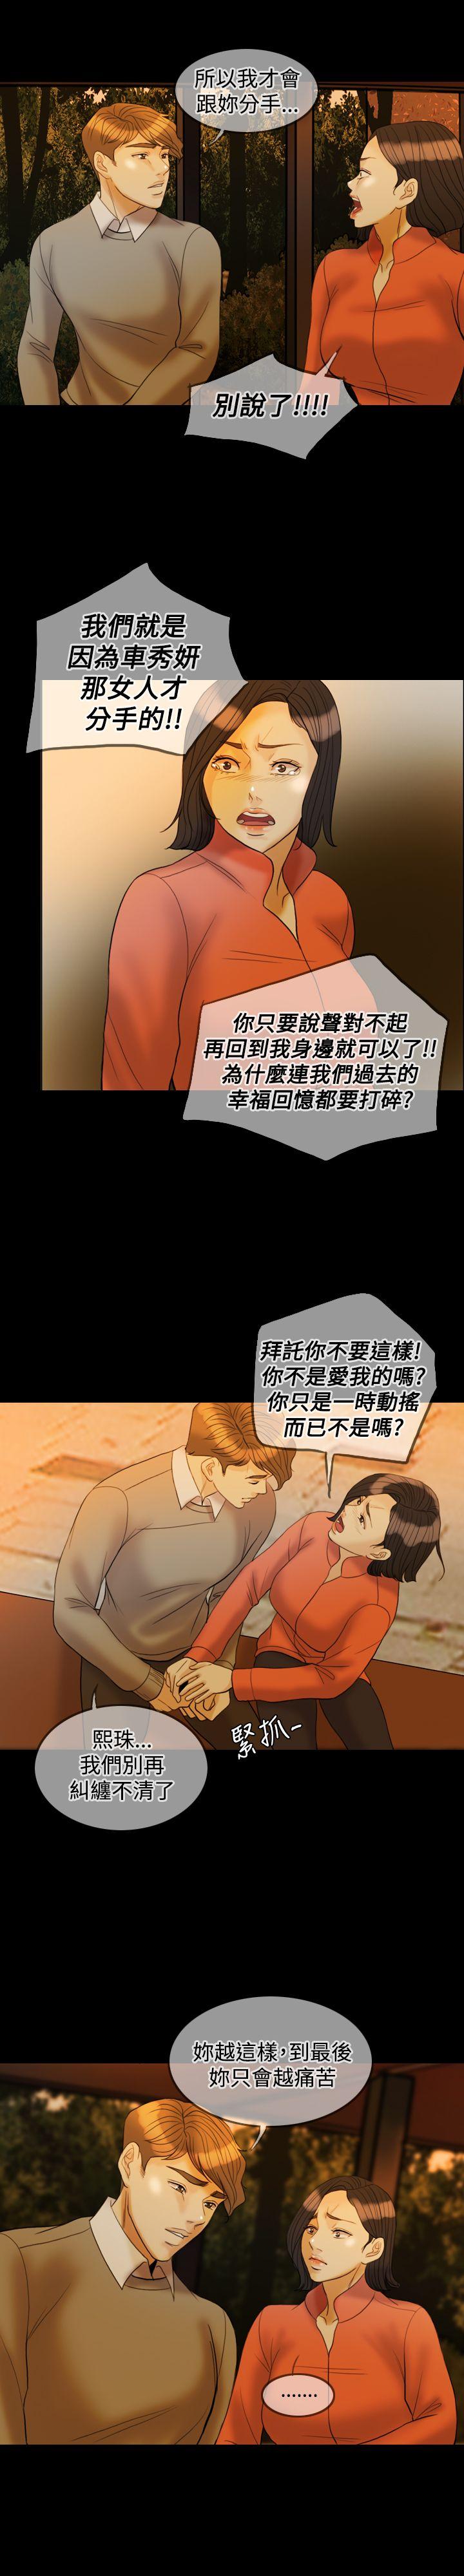 所以我才會
跟妳分手...
別說了!!!!
我們就是
因為車秀妍
那女人才
分手的!!
你只要說聲對不起
再回到我身邊就可以了!!
為什麼連我們過去的
幸福回憶都要打碎?
拜託你不要這樣!
你不是愛我的嗎?
你只是一時動搖
而已不是嗎?
緊抓-
熙珠...
我們別再
糾纏不清了
妳越這樣,到最後
妳只會越痛苦
.......